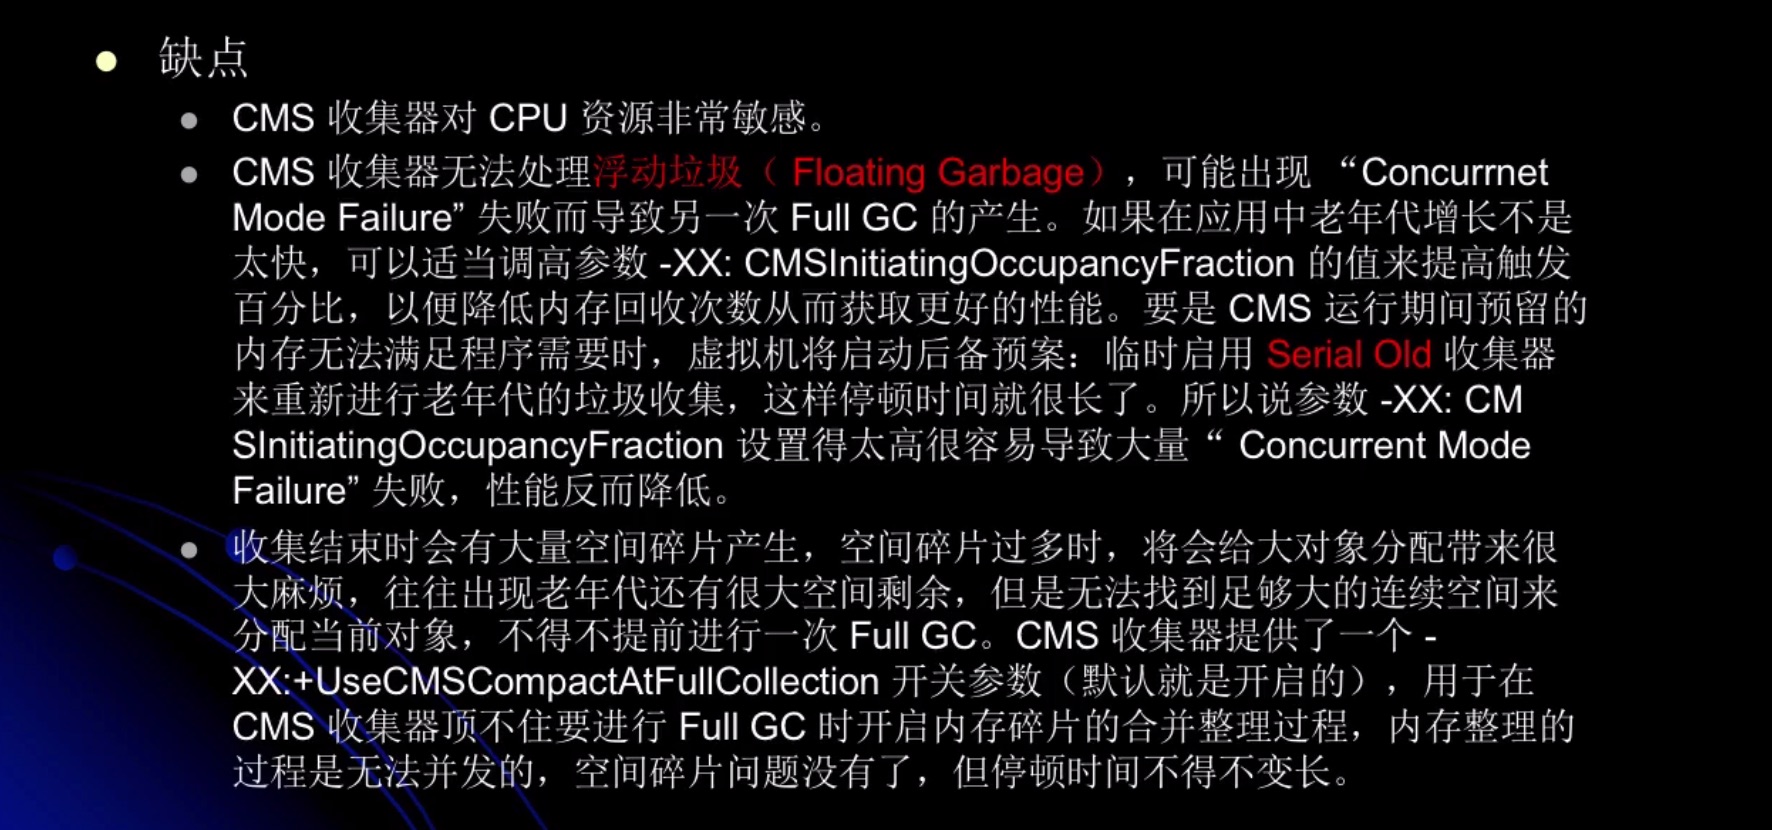 缺点
CMS 收集器对 CPU 资源非常敏感。
CMS 收集器无法处理浮动垃圾（ Floating Garbage），可能出现 “Concurrnet
Mode Failure” 失败而导致另一次 Full GC 的产生。如果在应用中老年代增长不是
太快，可以适当调高参数 -XX: CMSInitiatingOccupancyFraction 的值来提高触发
百分比，以便降低内存回收次数从而获取更好的性能。要是 CMS 运行期间预留的
内存无法满足程序需要时，虚拟机将启动后备预案：临时启用 Serial Old 收集器
来重新进行老年代的垃圾收集，这样停顿时间就很长了。所以说参数 -XX: CM
SInitiatingOccupancyFraction 设置得太高很容易导致大量“ Concurrent Mode
Failure” 失败，性能反而降低。
收集结束时会有大量空间碎片产生，空间碎片过多时，将会给大对象分配带来很
大麻烦，往往出现老年代还有很大空间剩余，但是无法找到足够大的连续空间来
分配当前对象，不得不提前进行一次 Full GC。CMS 收集器提供了一个 -
XX:+UseCMSCompactAtFullCollection 开关参数（默认就是开启的），用于在
CMS 收集器顶不住要进行 Full GC 时开启内存碎片的合并整理过程，内存整理的
过程是无法并发的，空间碎片问题没有了，但停顿时间不得不变长。